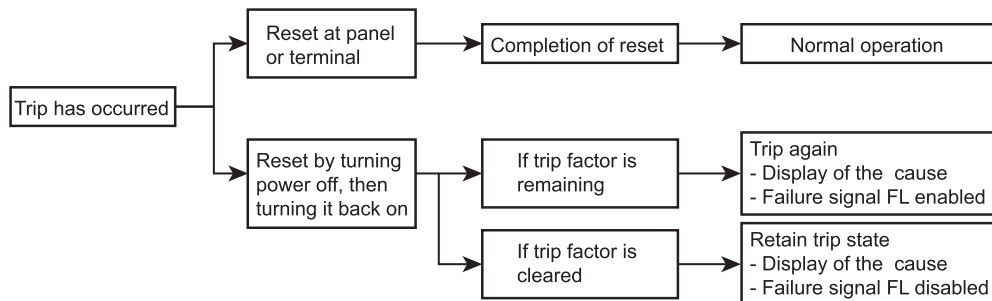 Trip has occurred
Reset at panel
or terminal
Completion of reset
Normal operation
Reset by turning
power off, then
turning it back on
If trip factor is
remaining
Trip again
- Display of the cause
- Failure signal FL enabled
If trip factor is
cleared
Retain trip state
- Display of the cause
- Failure signal FL disabled